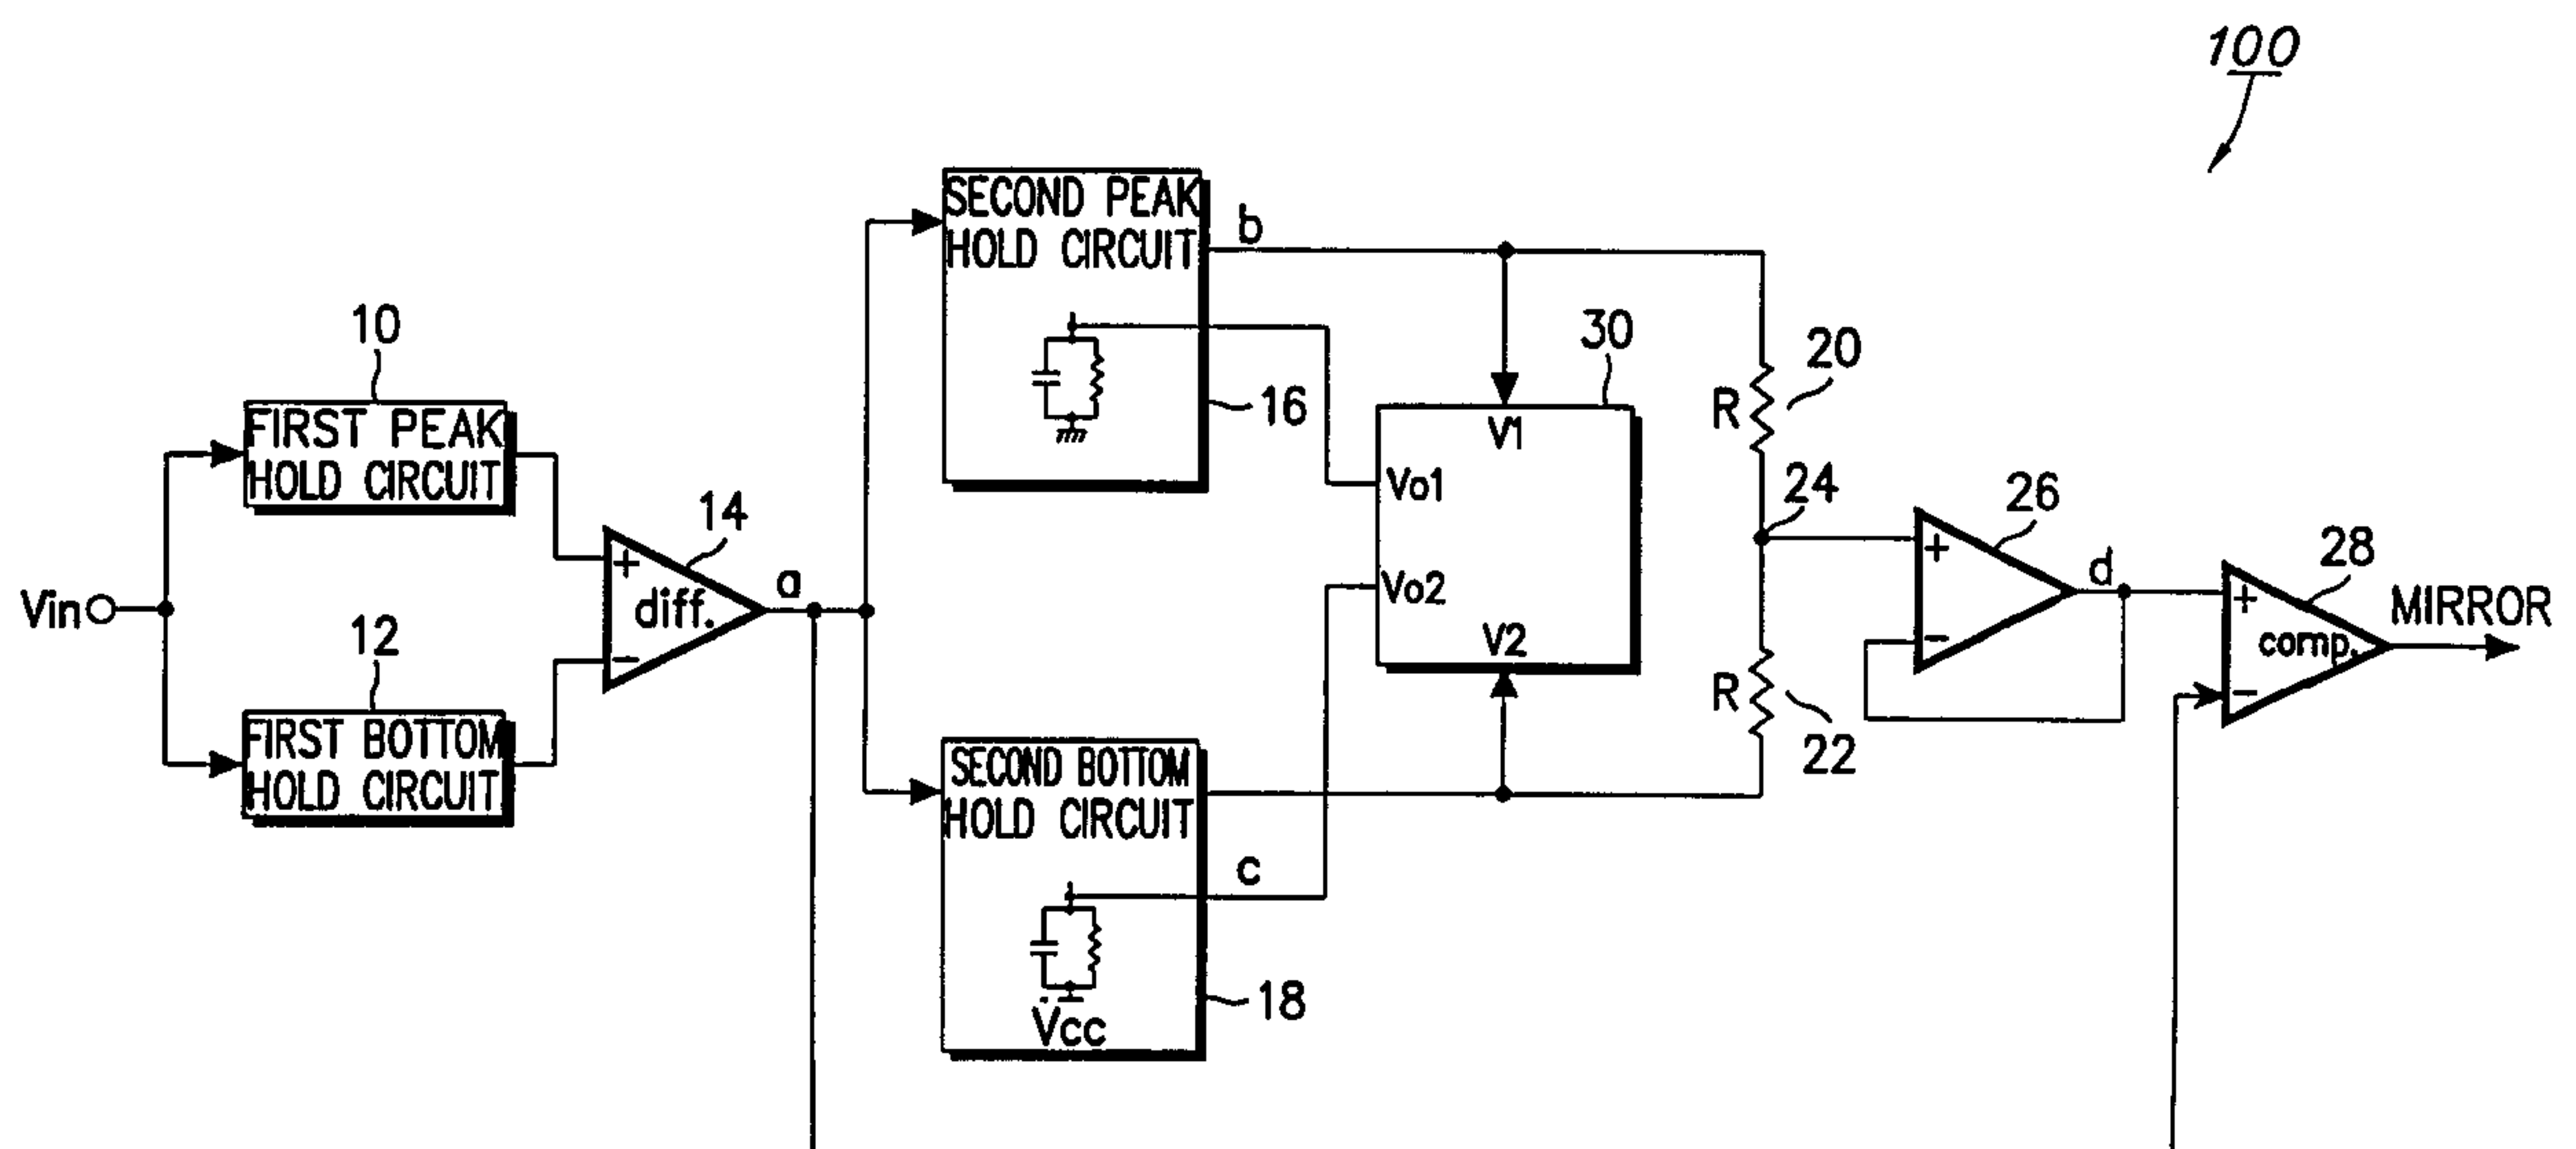 100
SECOND PEAK
HOLD CIRCUIT
b
10
30
20
R
16
V1
FIRST PEAK
HOLD CIRCUIT
Vo1
24
26
14
+
diff.
−
a
+
−
d
28
+
comp.
−
MIRROR
Vin
Vo2
12
V2
R
22
FIRST BOTTOM
HOLD CIRCUIT
SECOND BOTTOM
HOLD CIRCUIT
c
18
Vcc